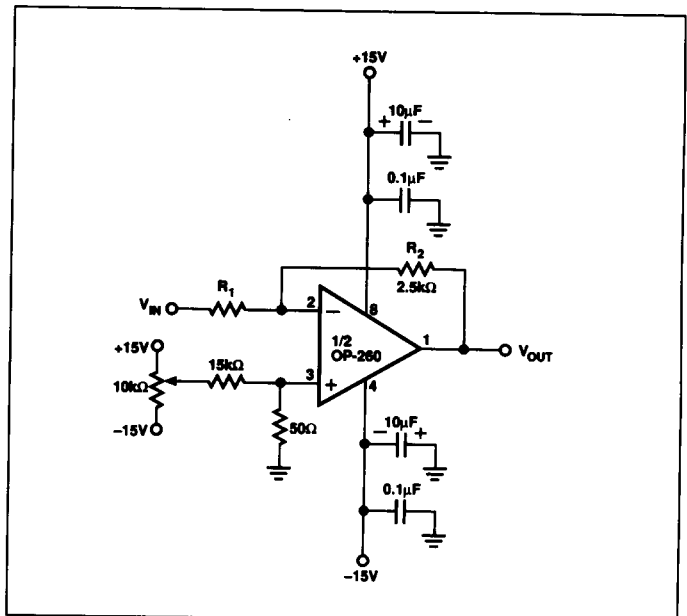 +15V
+ 10µF −
0.1µF
R2
2.5kΩ
R1
VIN
2
−
8
1/2
OP-260
1
VOUT
+15V
10kΩ
−15V
15kΩ
3
+
4
50Ω
− 10µF +
0.1µF
−15V